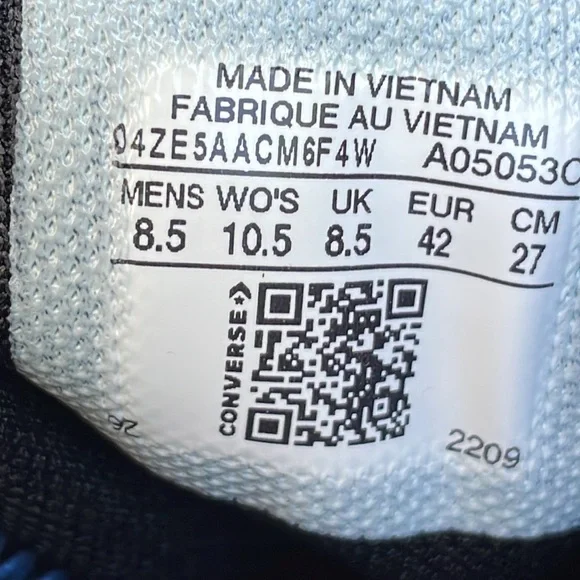 MADE IN VIETNAM
FABRIQUE AU VIETNAM
04ZE5AACM6F4W A05053C
MENS WO'S UK EUR CM
8.5 10.5 8.5 42 27
CONVERSE
26
2209